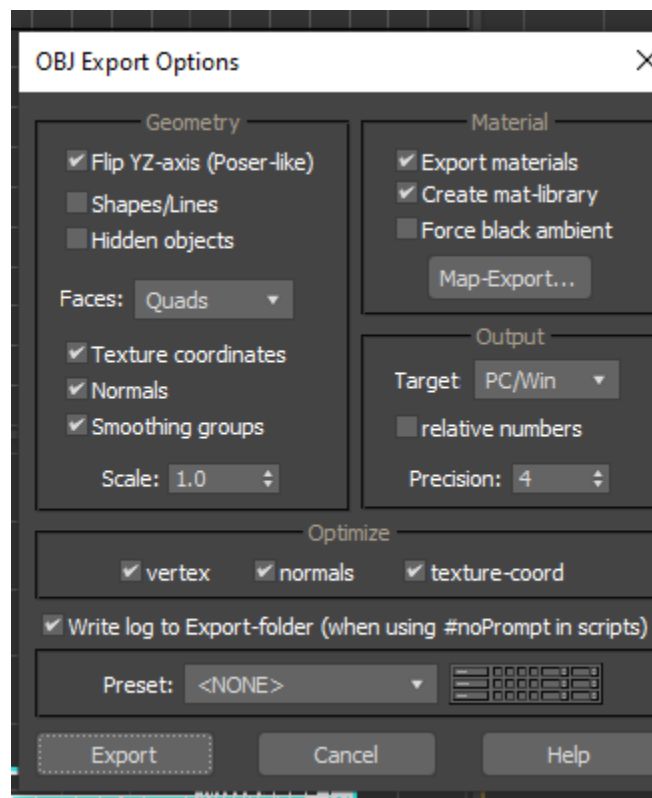 OBJ Export Options
Geometry
Flip YZ-axis (Poser-like)
Shapes/Lines
Hidden objects
Faces: Quads
Texture coordinates
Normals
Smoothing groups
Scale: 1.0
Material
Export materials
Create mat-library
Force black ambient
Map-Export...
Output
Target PC/Win
relative numbers
Precision: 4
Optimize
vertex normals texture-coord
Write log to Export-folder (when using #noPrompt in scripts)
Preset: <NONE>
Export Cancel Help